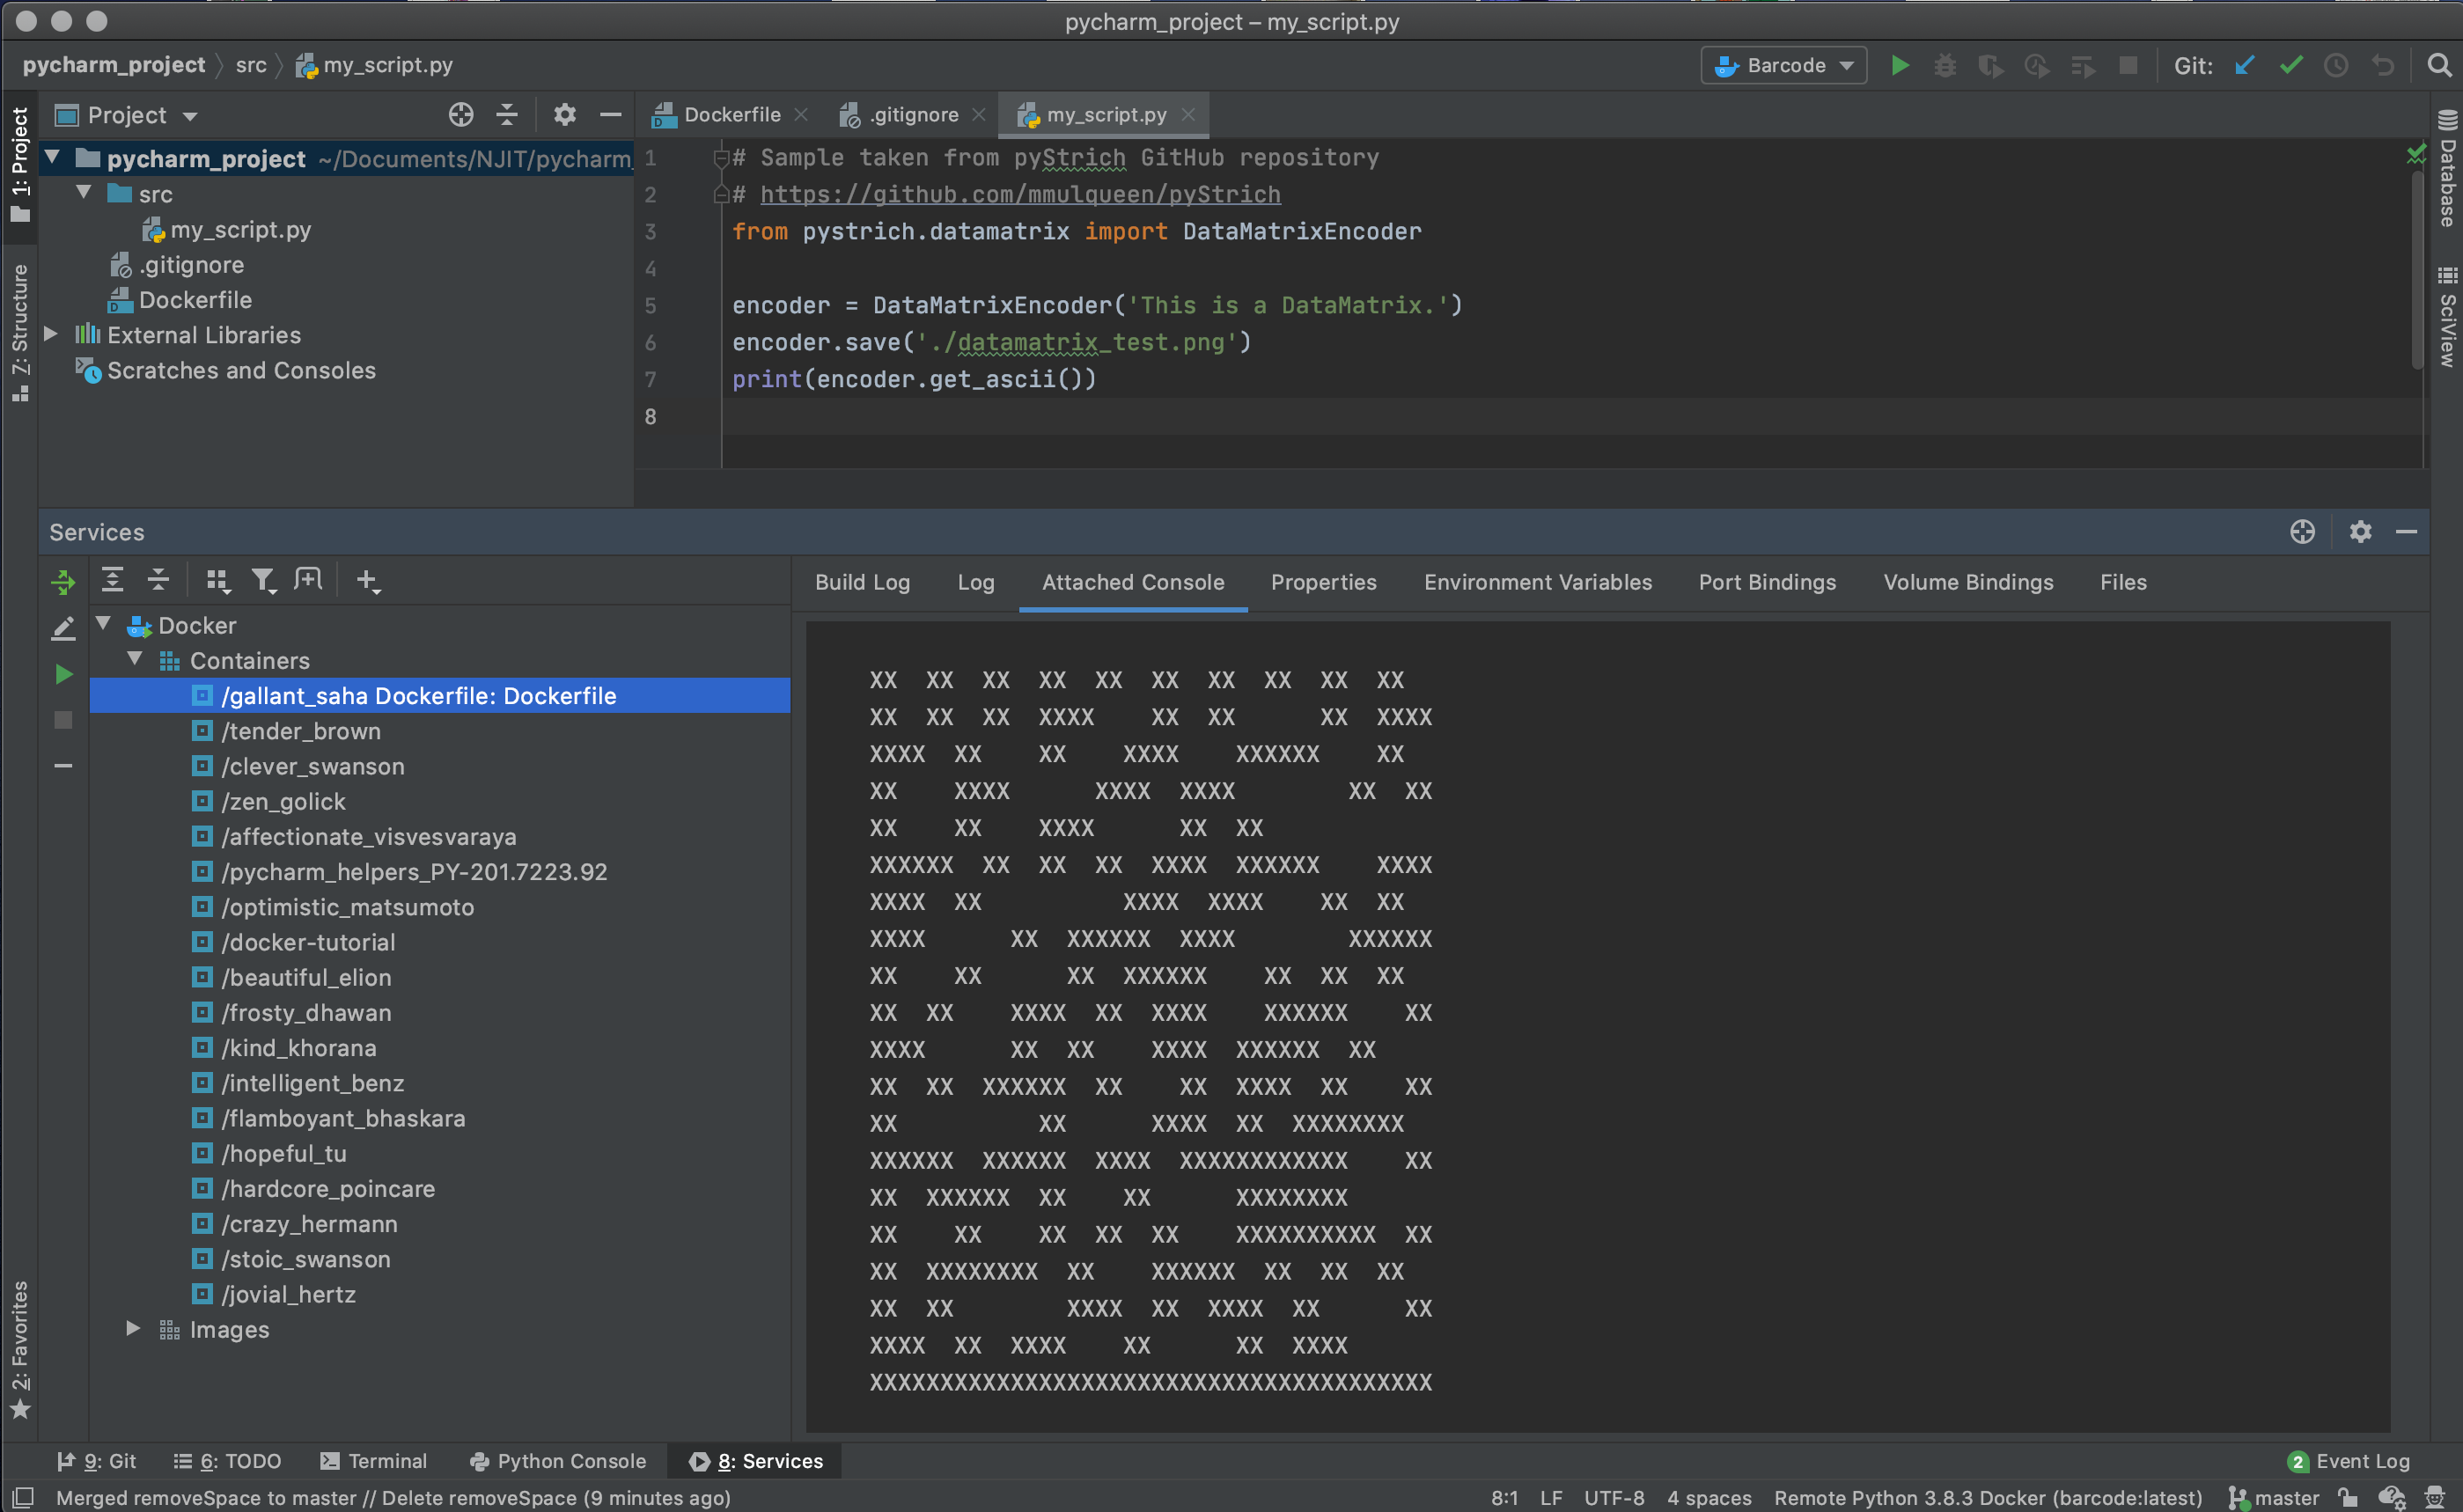 pycharm_project – my_script.py
pycharm_project src my_script.py
Barcode
Git:
1: Project
Z: Structure
2: Favorites
Project
pycharm_project ~/Documents/NJIT/pycharm_
src
my_script.py
.gitignore
Dockerfile
External Libraries
Scratches and Consoles
Dockerfile
.gitignore
my_script.py
1 # Sample taken from pyStrich GitHub repository
2 # https://github.com/mmulqueen/pyStrich
3 from pystrich.datamatrix import DataMatrixEncoder
4
5 encoder = DataMatrixEncoder('This is a DataMatrix.')
6 encoder.save('./datamatrix_test.png')
7 print(encoder.get_ascii())
8
Database
SciView
Services
Docker
Containers
/gallant_saha Dockerfile: Dockerfile
/tender_brown
/clever_swanson
/zen_golick
/affectionate_visvesvaraya
/pycharm_helpers_PY-201.7223.92
/optimistic_matsumoto
/docker-tutorial
/beautiful_elion
/frosty_dhawan
/kind_khorana
/intelligent_benz
/flamboyant_bhaskara
/hopeful_tu
/hardcore_poincare
/crazy_hermann
/stoic_swanson
/jovial_hertz
Images
Build Log Log Attached Console Properties Environment Variables Port Bindings Volume Bindings Files
XX  XX  XX  XX  XX  XX  XX  XX  XX  XX
XX  XX  XX  XXXX    XX  XX      XX  XXXX
XXXX  XX    XX    XXXX    XXXXXX    XX
XX    XXXX      XXXX  XXXX        XX  XX
XX    XX    XXXX      XX  XX
XXXXXX  XX  XX  XX  XXXX  XXXXXX    XXXX
XXXX  XX          XXXX  XXXX    XX  XX
XXXX      XX  XXXXXX  XXXX        XXXXXX
XX    XX      XX  XXXXXX    XX  XX  XX
XX  XX    XXXX  XX  XXXX    XXXXXX    XX
XXXX      XX  XX    XXXX  XXXXXX  XX
XX  XX  XXXXXX  XX    XX  XXXX  XX    XX
XX          XX      XXXX  XX  XXXXXXXX
XXXXXX  XXXXXX  XXXX  XXXXXXXXXXXX    XX
XX  XXXXXX  XX    XX      XXXXXXXX
XX    XX    XX  XX  XX    XXXXXXXXXX  XX
XX  XXXXXXXX  XX    XXXXXX  XX  XX  XX
XX  XX        XXXX  XX  XXXX  XX      XX
XXXX  XX  XXXX    XX      XX  XXXX
XXXXXXXXXXXXXXXXXXXXXXXXXXXXXXXXXXXXXXXX
9: Git 6: TODO Terminal Python Console 8: Services 2 Event Log
Merged removeSpace to master // Delete removeSpace (9 minutes ago) 8:1 LF UTF-8 4 spaces Remote Python 3.8.3 Docker (barcode:latest) master